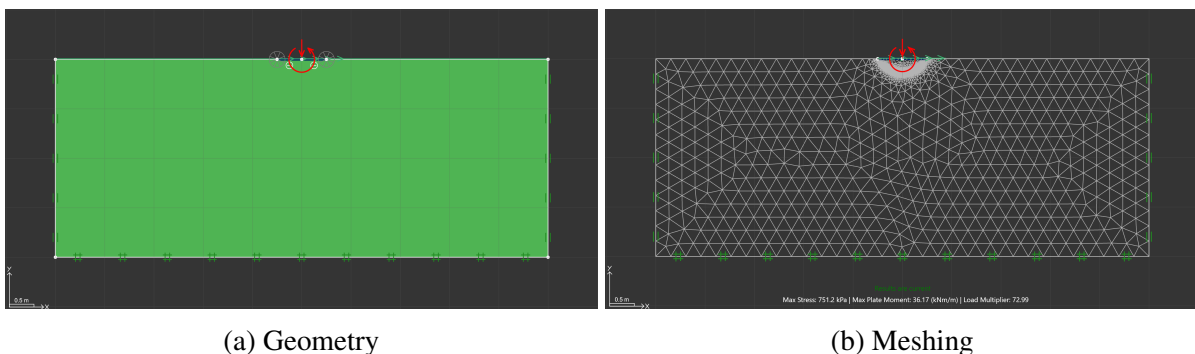 Y
0.5 m
X
Y
0.5 m
X
Max Stress: 751.2 kPa | Max Plate Moment: 36.17 (kNm/m) | Load Multiplier: 72.99
(a) Geometry
(b) Meshing